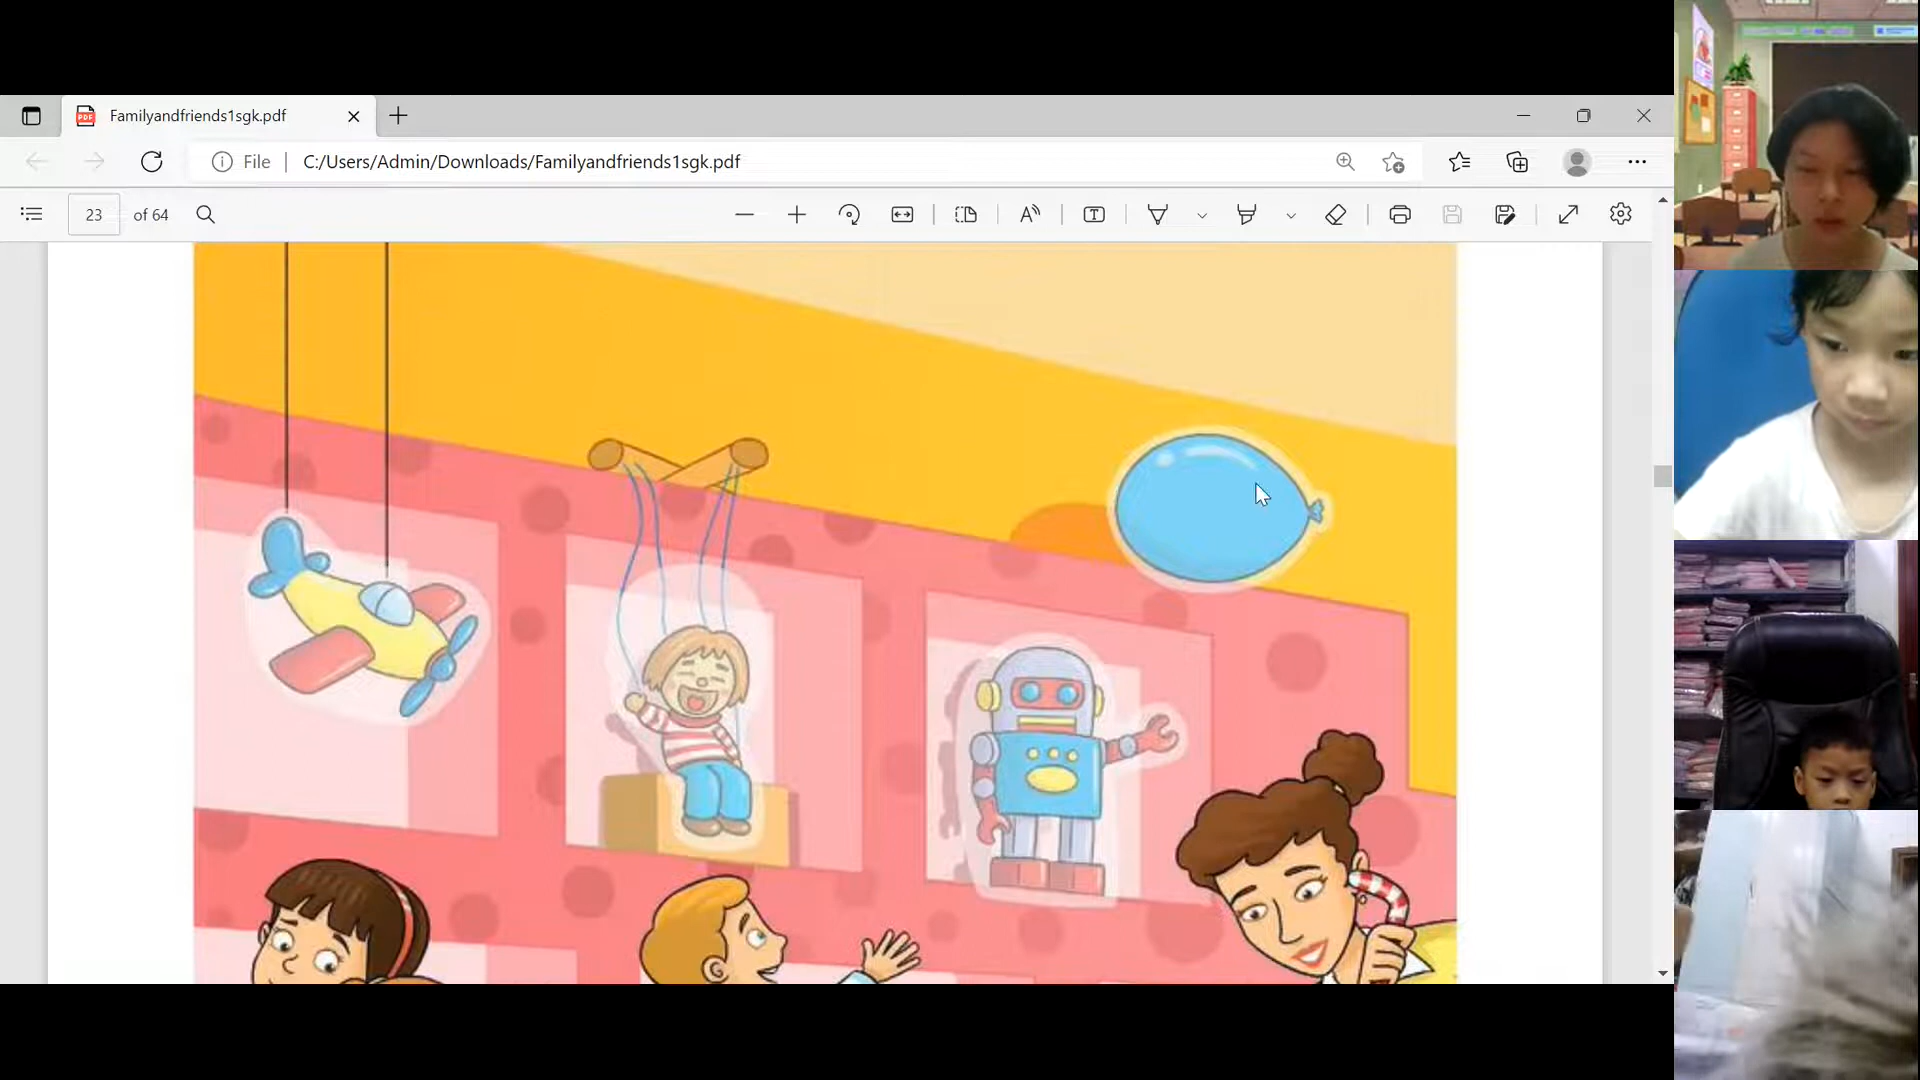 Familyandfriends1sgk.pdf
File
C:/Users/Admin/Downloads/Familyandfriends1sgk.pdf
23 of 64